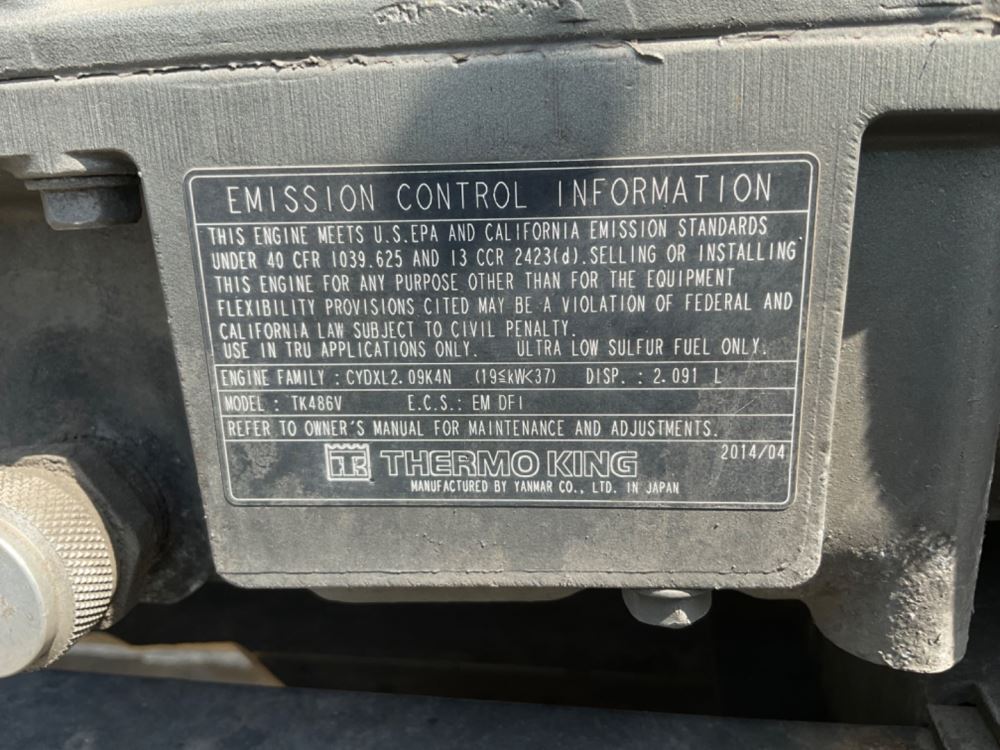 EMISSION CONTROL INFORMATION
THIS ENGINE MEETS U.S.EPA AND CALIFORNIA EMISSION STANDARDS
UNDER 40 CFR 1039.625 AND 13 CCR 2423(d).SELLING OR INSTALLING
THIS ENGINE FOR ANY PURPOSE OTHER THAN FOR THE EQUIPMENT
FLEXIBILITY PROVISIONS CITED MAY BE A VIOLATION OF FEDERAL AND
CALIFORNIA LAW SUBJECT TO CIVIL PENALTY.
USE IN TRU APPLICATIONS ONLY. ULTRA LOW SULFUR FUEL ONLY.
ENGINE FAMILY : CYDXL2.09K4N (19≦kW<37) DISP. : 2.091 L
MODEL : TK486V E.C.S.: EM DFI
REFER TO OWNER'S MANUAL FOR MAINTENANCE AND ADJUSTMENTS.
2014/04
TK THERMO KING
MANUFACTURED BY YANMAR CO., LTD. IN JAPAN